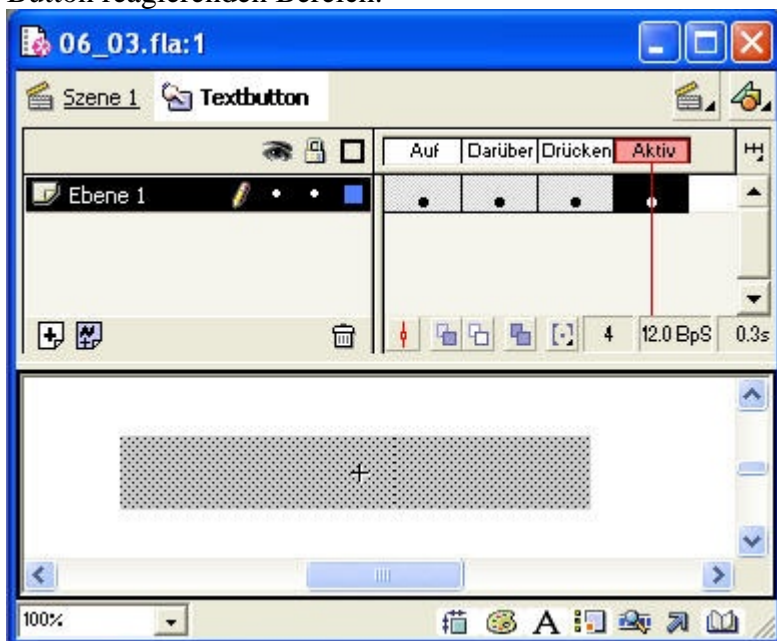 Button reagierenden Bereich.
06_03.fla:1
Szene 1 Textbutton
Auf Darüber Drücken Aktiv
Ebene 1
4 12.0 BpS 0.3s
100%